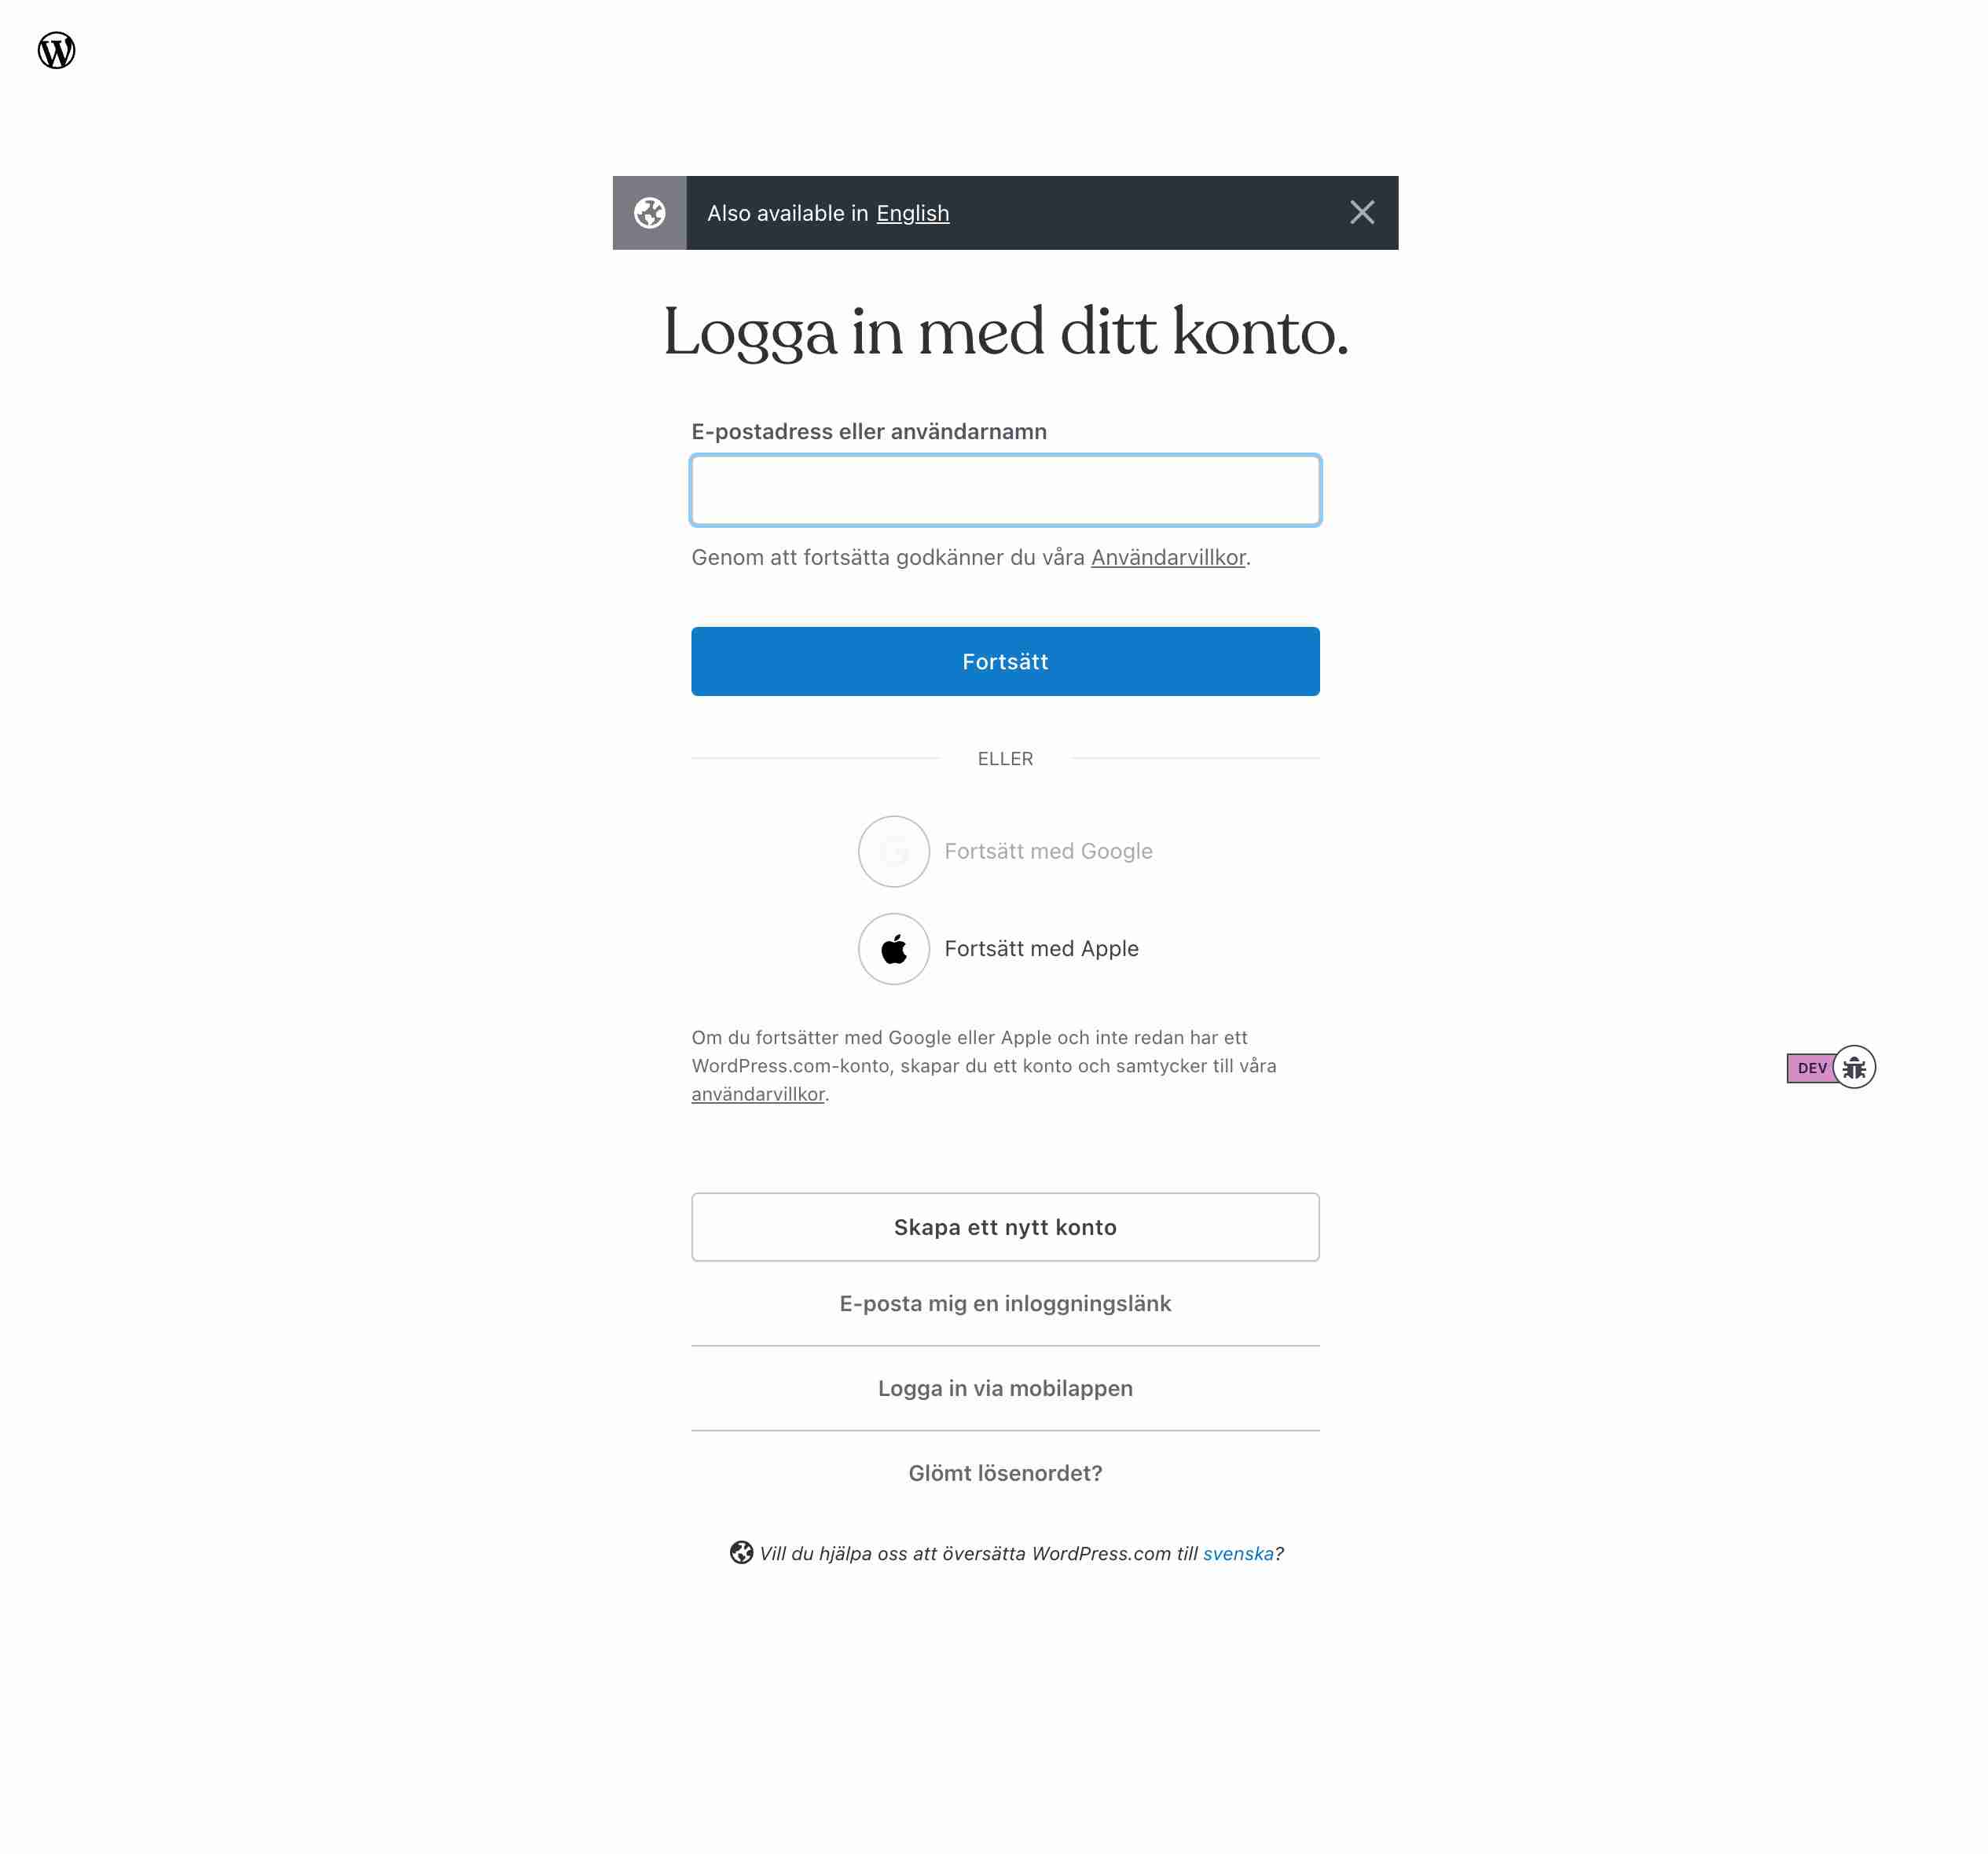 Also available in English
Logga in med ditt konto.
E-postadress eller användarnamn
Genom att fortsätta godkänner du våra Användarvillkor.
Fortsätt
ELLER
Fortsätt med Google
Fortsätt med Apple
Om du fortsätter med Google eller Apple och inte redan har ett
WordPress.com-konto, skapar du ett konto och samtycker till våra
användarvillkor.
DEV
Skapa ett nytt konto
E-posta mig en inloggningslänk
Logga in via mobilappen
Glömt lösenordet?
Vill du hjälpa oss att översätta WordPress.com till svenska?